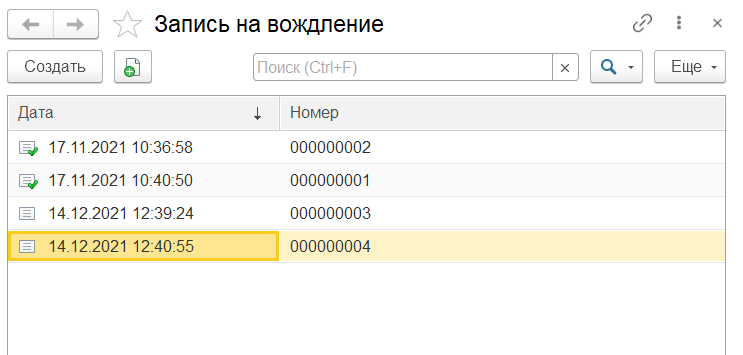 Запись на вождление
Создать
Поиск (Ctrl+F)
Еще
Дата Номер
17.11.2021 10:36:58 000000002
17.11.2021 10:40:50 000000001
14.12.2021 12:39:24 000000003
14.12.2021 12:40:55 000000004